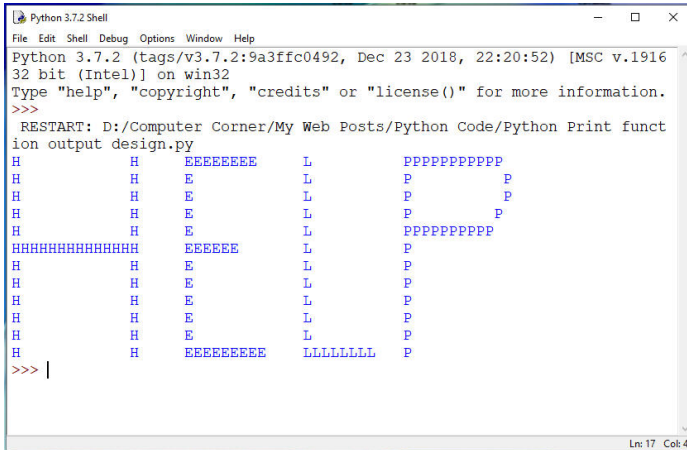 Python 3.7.2 Shell
File Edit Shell Debug Options Window Help
Python 3.7.2 (tags/v3.7.2:9a3ffc0492, Dec 23 2018, 22:20:52) [MSC v.1916
32 bit (Intel)] on win32
Type "help", "copyright", "credits" or "license()" for more information.
>>>
 RESTART: D:/Computer Corner/My Web Posts/Python Code/Python Print funct
ion output design.py
H             H     EEEEEEEE     L          PPPPPPPPPPP
H             H     E            L          P          P
H             H     E            L          P          P
H             H     E            L          P         P
H             H     E            L          PPPPPPPPPP
HHHHHHHHHHHHHH     EEEEEE       L          P
H             H     E            L          P
H             H     E            L          P
H             H     E            L          P
H             H     E            L          P
H             H     E            L          P
H             H     EEEEEEEEE    LLLLLLLL   P
>>>
Ln: 17 Col: 4